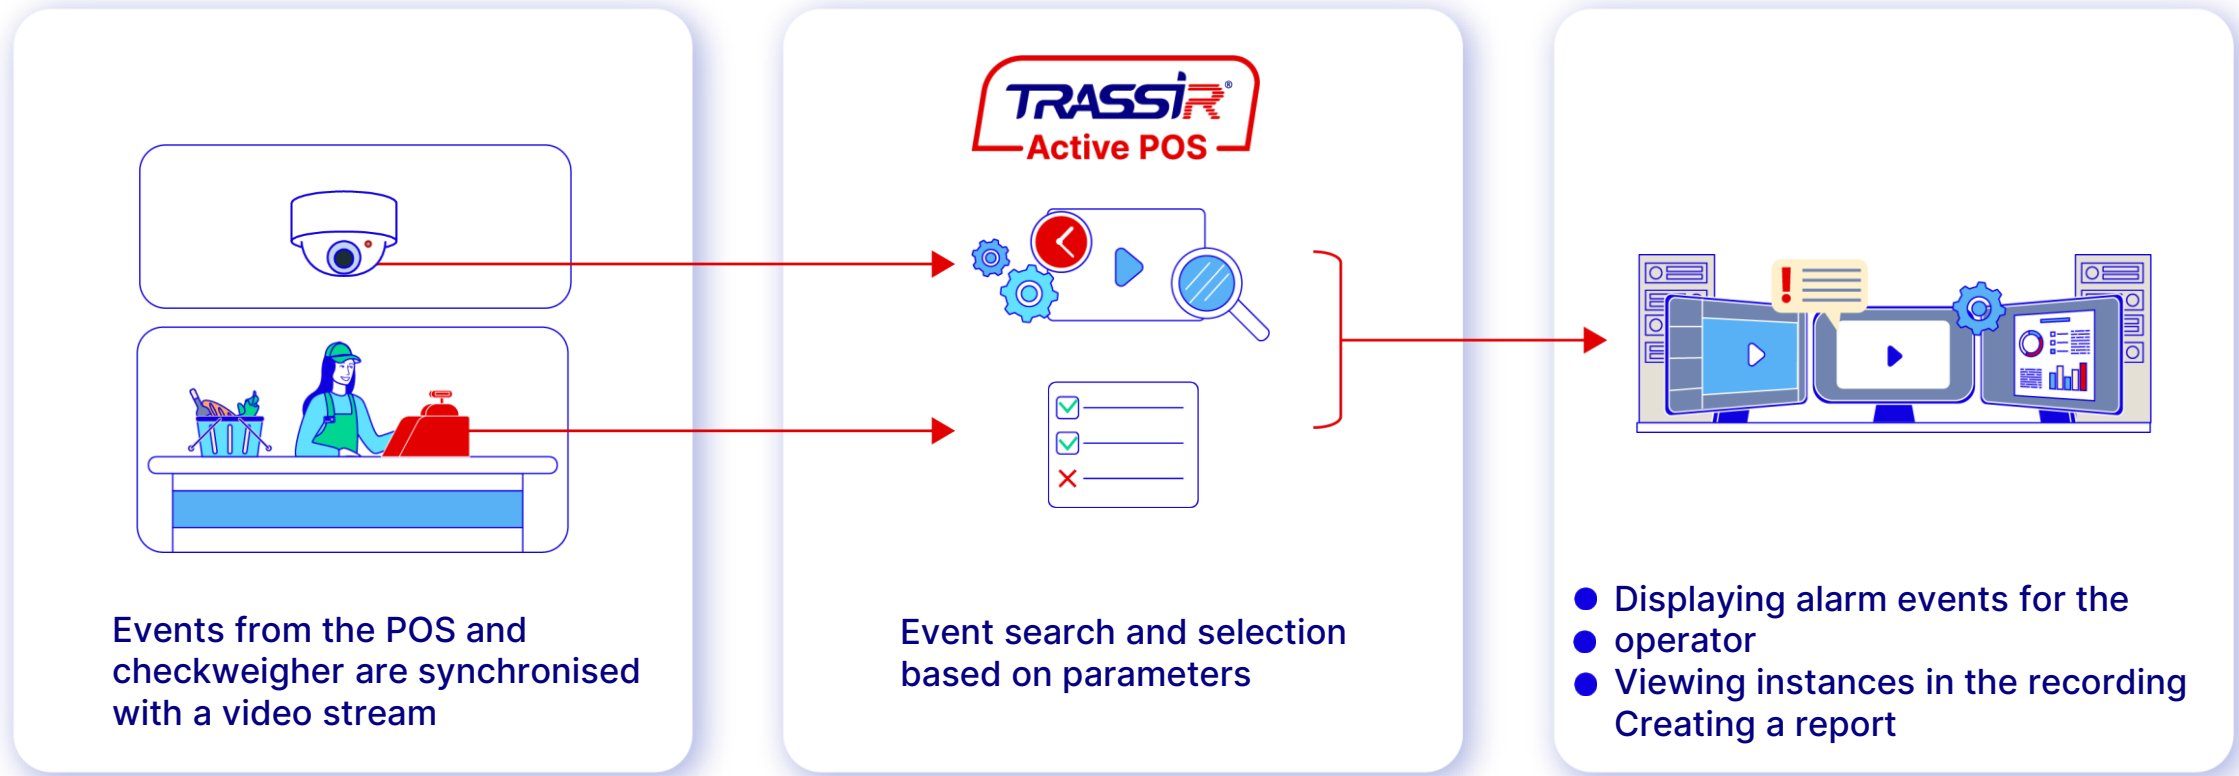 TRASSIR®
Active POS
Events from the POS and
checkweigher are synchronised
with a video stream
Event search and selection
based on parameters
● Displaying alarm events for the
● operator
● Viewing instances in the recording
Creating a report